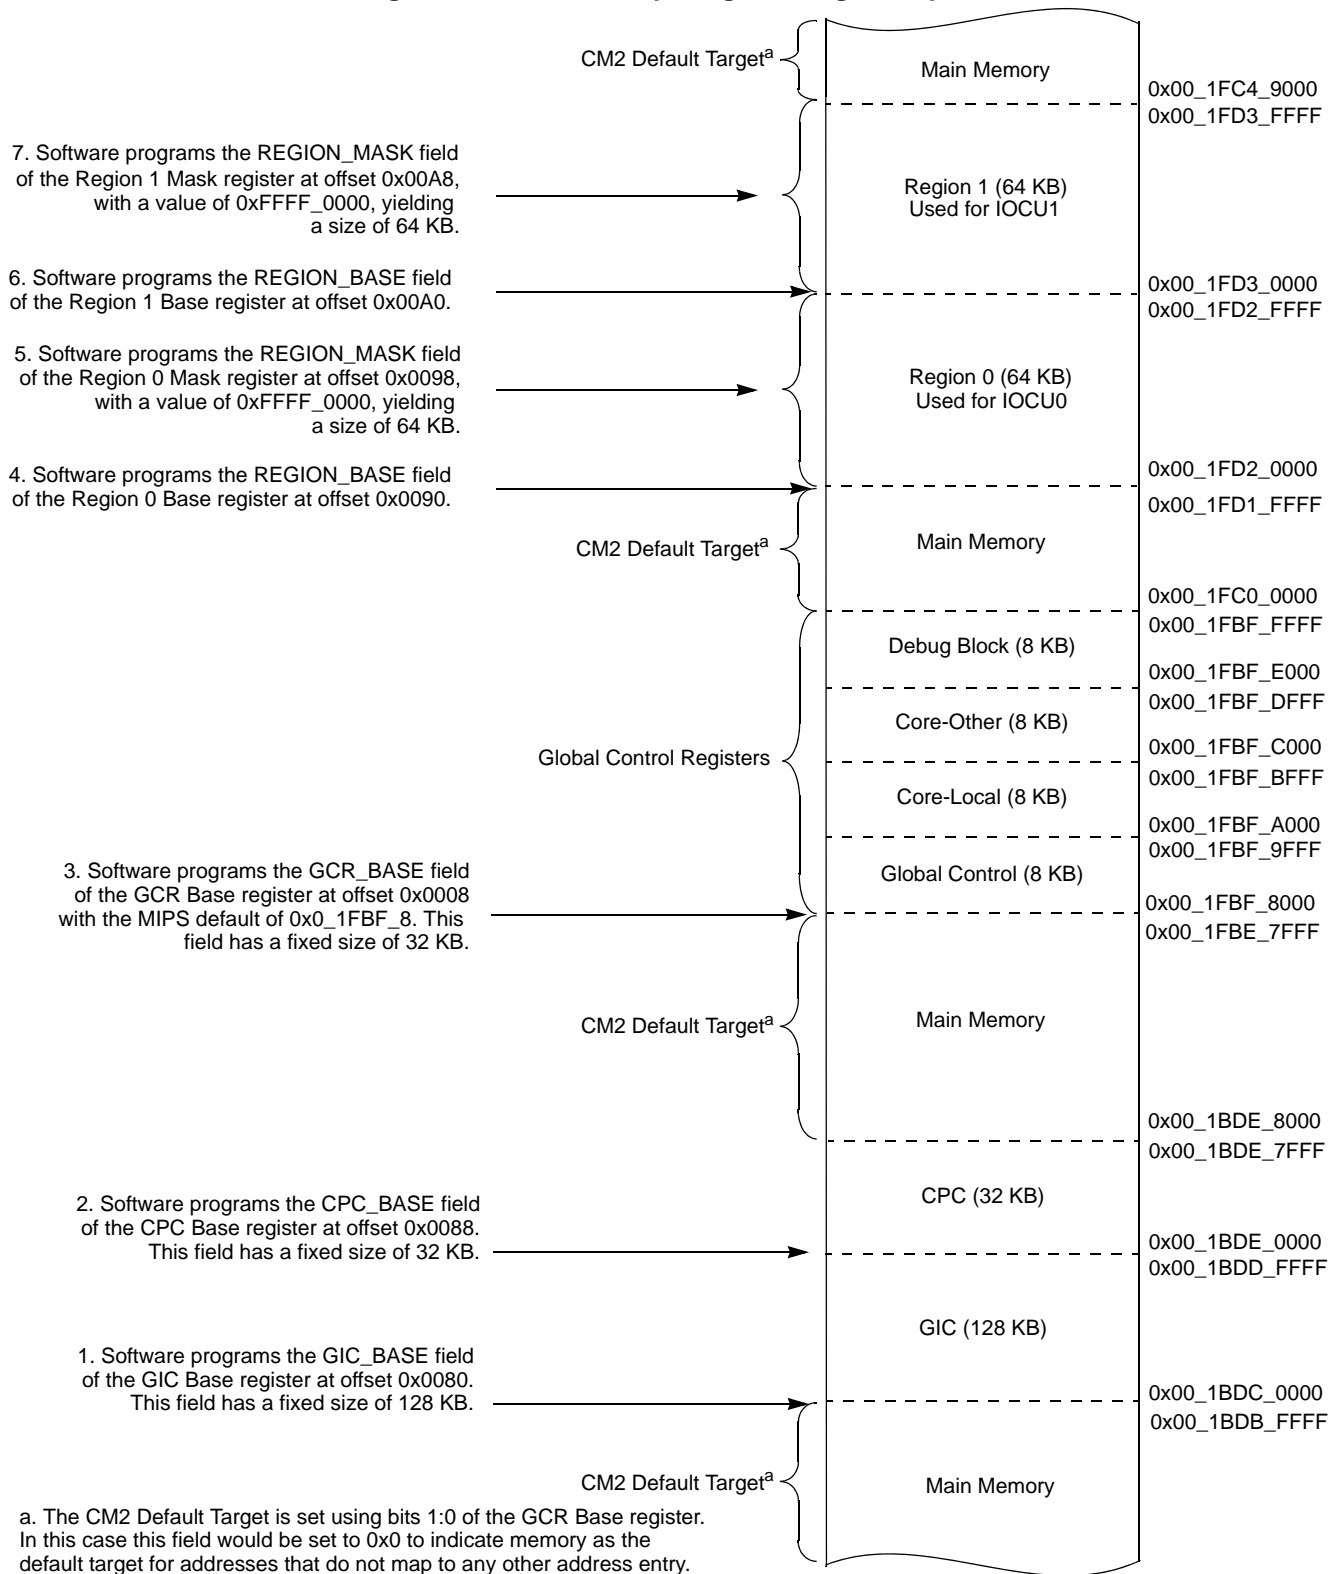 CM2 Default Targetᵃ
Main Memory
0x00_1FC4_9000
0x00_1FD3_FFFF
7. Software programs the REGION_MASK field
of the Region 1 Mask register at offset 0x00A8,
with a value of 0xFFFF_0000, yielding
a size of 64 KB.
Region 1 (64 KB)
Used for IOCU1
6. Software programs the REGION_BASE field
of the Region 1 Base register at offset 0x00A0.
0x00_1FD3_0000
0x00_1FD2_FFFF
5. Software programs the REGION_MASK field
of the Region 0 Mask register at offset 0x0098,
with a value of 0xFFFF_0000, yielding
a size of 64 KB.
Region 0 (64 KB)
Used for IOCU0
4. Software programs the REGION_BASE field
of the Region 0 Base register at offset 0x0090.
0x00_1FD2_0000
0x00_1FD1_FFFF
CM2 Default Targetᵃ
Main Memory
0x00_1FC0_0000
0x00_1FBF_FFFF
Debug Block (8 KB)
0x00_1FBF_E000
0x00_1FBF_DFFF
Core-Other (8 KB)
Global Control Registers
0x00_1FBF_C000
0x00_1FBF_BFFF
Core-Local (8 KB)
0x00_1FBF_A000
0x00_1FBF_9FFF
3. Software programs the GCR_BASE field
of the GCR Base register at offset 0x0008
with the MIPS default of 0x0_1FBF_8. This
field has a fixed size of 32 KB.
Global Control (8 KB)
0x00_1FBF_8000
0x00_1FBE_7FFF
CM2 Default Targetᵃ
Main Memory
0x00_1BDE_8000
0x00_1BDE_7FFF
2. Software programs the CPC_BASE field
of the CPC Base register at offset 0x0088.
This field has a fixed size of 32 KB.
CPC (32 KB)
0x00_1BDE_0000
0x00_1BDD_FFFF
GIC (128 KB)
1. Software programs the GIC_BASE field
of the GIC Base register at offset 0x0080.
This field has a fixed size of 128 KB.
0x00_1BDC_0000
0x00_1BDB_FFFF
CM2 Default Targetᵃ
Main Memory
a. The CM2 Default Target is set using bits 1:0 of the GCR Base register.
In this case this field would be set to 0x0 to indicate memory as the
default target for addresses that do not map to any other address entry.